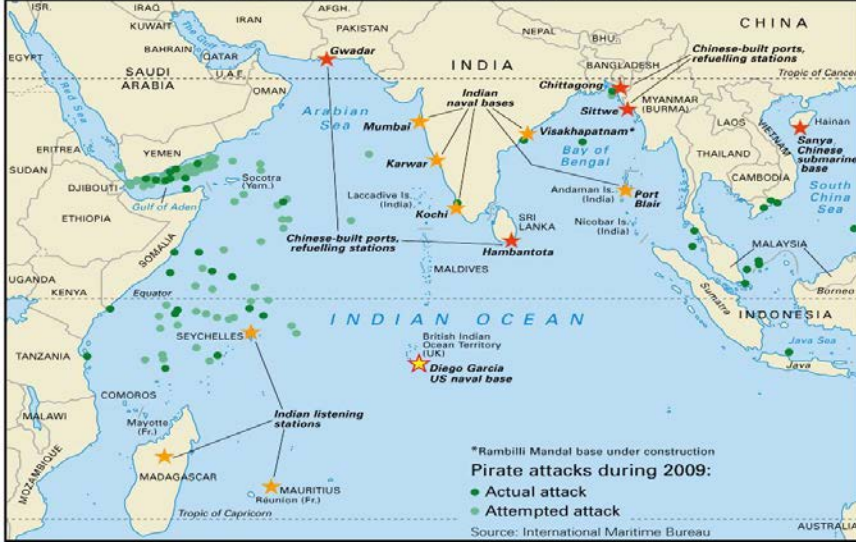 ISR.
IRAQ
IRAN
AFGH.
CHINA
KUWAIT
PAKISTAN
NEPAL
BHU.
Chinese-built ports,
refuelling stations
EGYPT
BAHRAIN
The Gulf
QATAR
U.A.E.
Gwadar
INDIA
BANGLADESH
Tropic of Cancer
SAUDI
ARABIA
OMAN
Chittagong
Red Sea
Arabian
Sea
Indian
naval bases
Sittwe
MYANMAR
(BURMA)
LAOS
Hainan
Mumbai
Visakhapatnam*
VIETNAM
Sanya
Chinese
submarine
base
ERITREA
YEMEN
Karwar
Bay of
Bengal
THAILAND
SUDAN
DJIBOUTI
Socotra
(Yem.)
Gulf of Aden
Laccadive Is.
(India)
Andaman Is.
(India)
Port
Blair
CAMBODIA
South
China
Sea
ETHIOPIA
Kochi
SRI
LANKA
Nicobar Is.
(India)
SOMALIA
Chinese-built ports,
refuelling stations
Hambantota
MALAYSIA
UGANDA
MALDIVES
KENYA
Equator
Sumatra
Borneo
INDONESIA
INDIAN OCEAN
SEYCHELLES
British Indian
Ocean Territory
(UK)
Java Sea
TANZANIA
Diego Garcia
US naval base
Java
COMOROS
MALAWI
Mayotte
(Fr.)
Indian listening
stations
*Rambilli Mandal base under construction
MOZAMBIQUE
MADAGASCAR
MAURITIUS
Réunion (Fr.)
Pirate attacks during 2009:
Actual attack
Attempted attack
Tropic of Capricorn
Source: International Maritime Bureau
AUSTRALIA